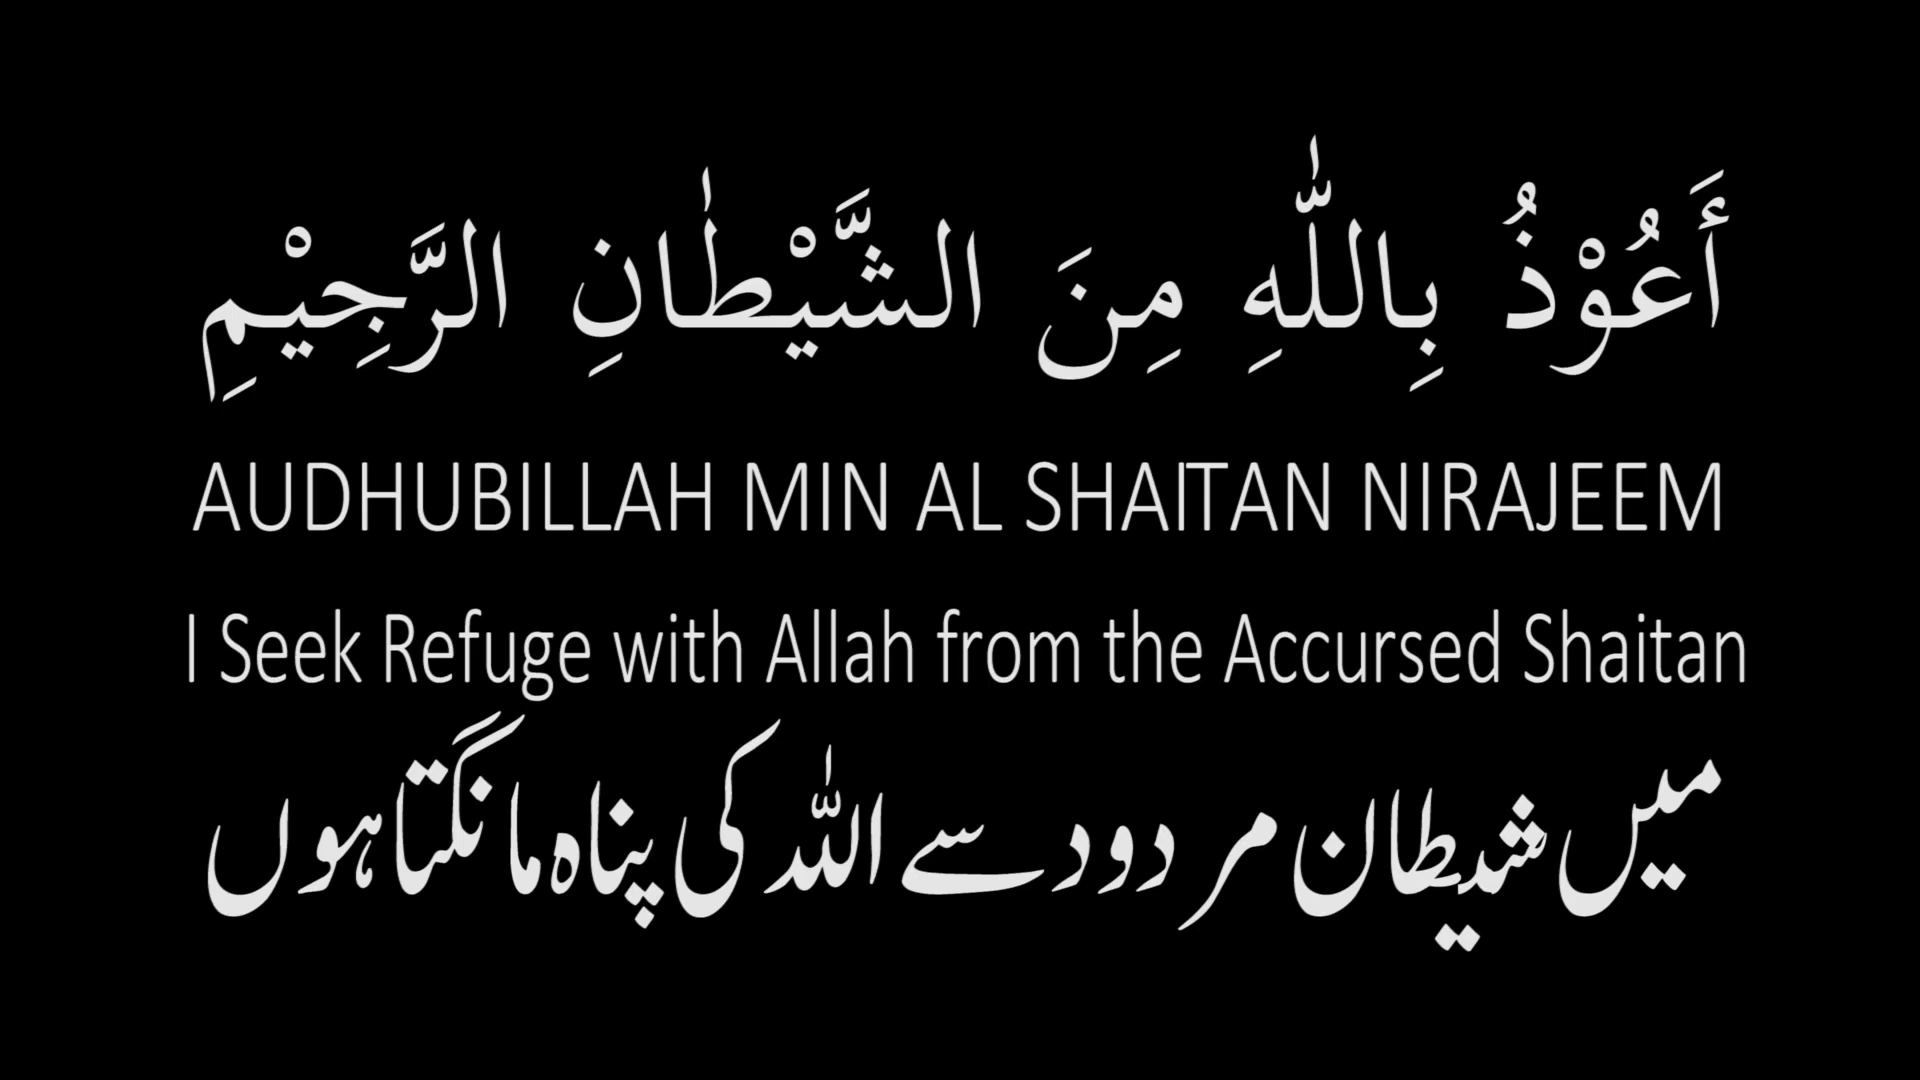 أَعُوْذُ بِاللّٰهِ مِنَ الشَّيْطٰانِ الرَّجِيْمِ
AUDHUBILLAH MIN AL SHAITAN NIRAJEEM
I Seek Refuge with Allah from the Accursed Shaitan
میں شیطان مردود سے اللہ کی پناہ مانگتا ہوں